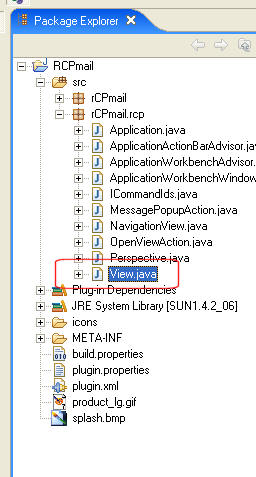 Package Explorer
RCPmail
src
rCPmail
rCPmail.rcp
Application.java
ApplicationActionBarAdvisor.
ApplicationWorkbenchAdvisor.
ApplicationWorkbenchWindow
ICommandIds.java
MessagePopupAction.java
NavigationView.java
OpenViewAction.java
Perspective.java
View.java
Plug-in Dependencies
JRE System Library [SUN1.4.2_06]
icons
META-INF
build.properties
plugin.properties
plugin.xml
product_lg.gif
splash.bmp